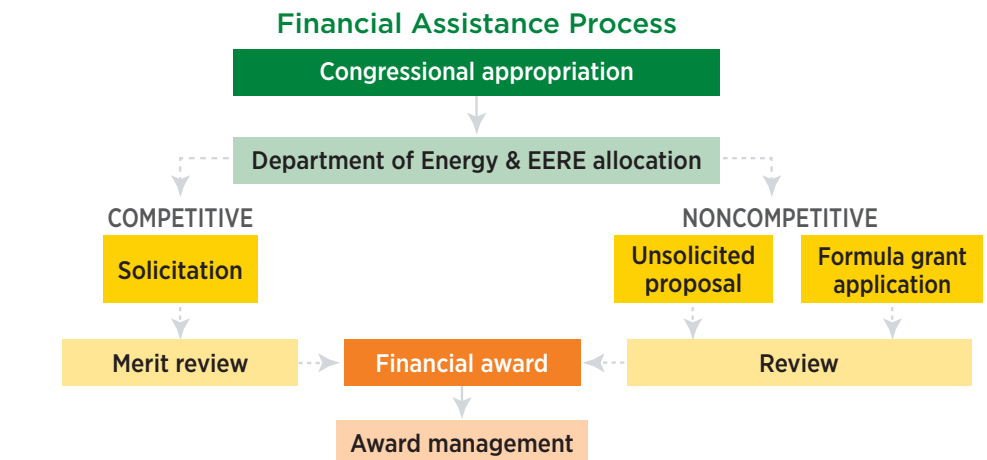 Financial Assistance Process
Congressional appropriation
Department of Energy & EERE allocation
COMPETITIVE
NONCOMPETITIVE
Solicitation
Unsolicited
proposal
Formula grant
application
Merit review
Financial award
Review
Award management